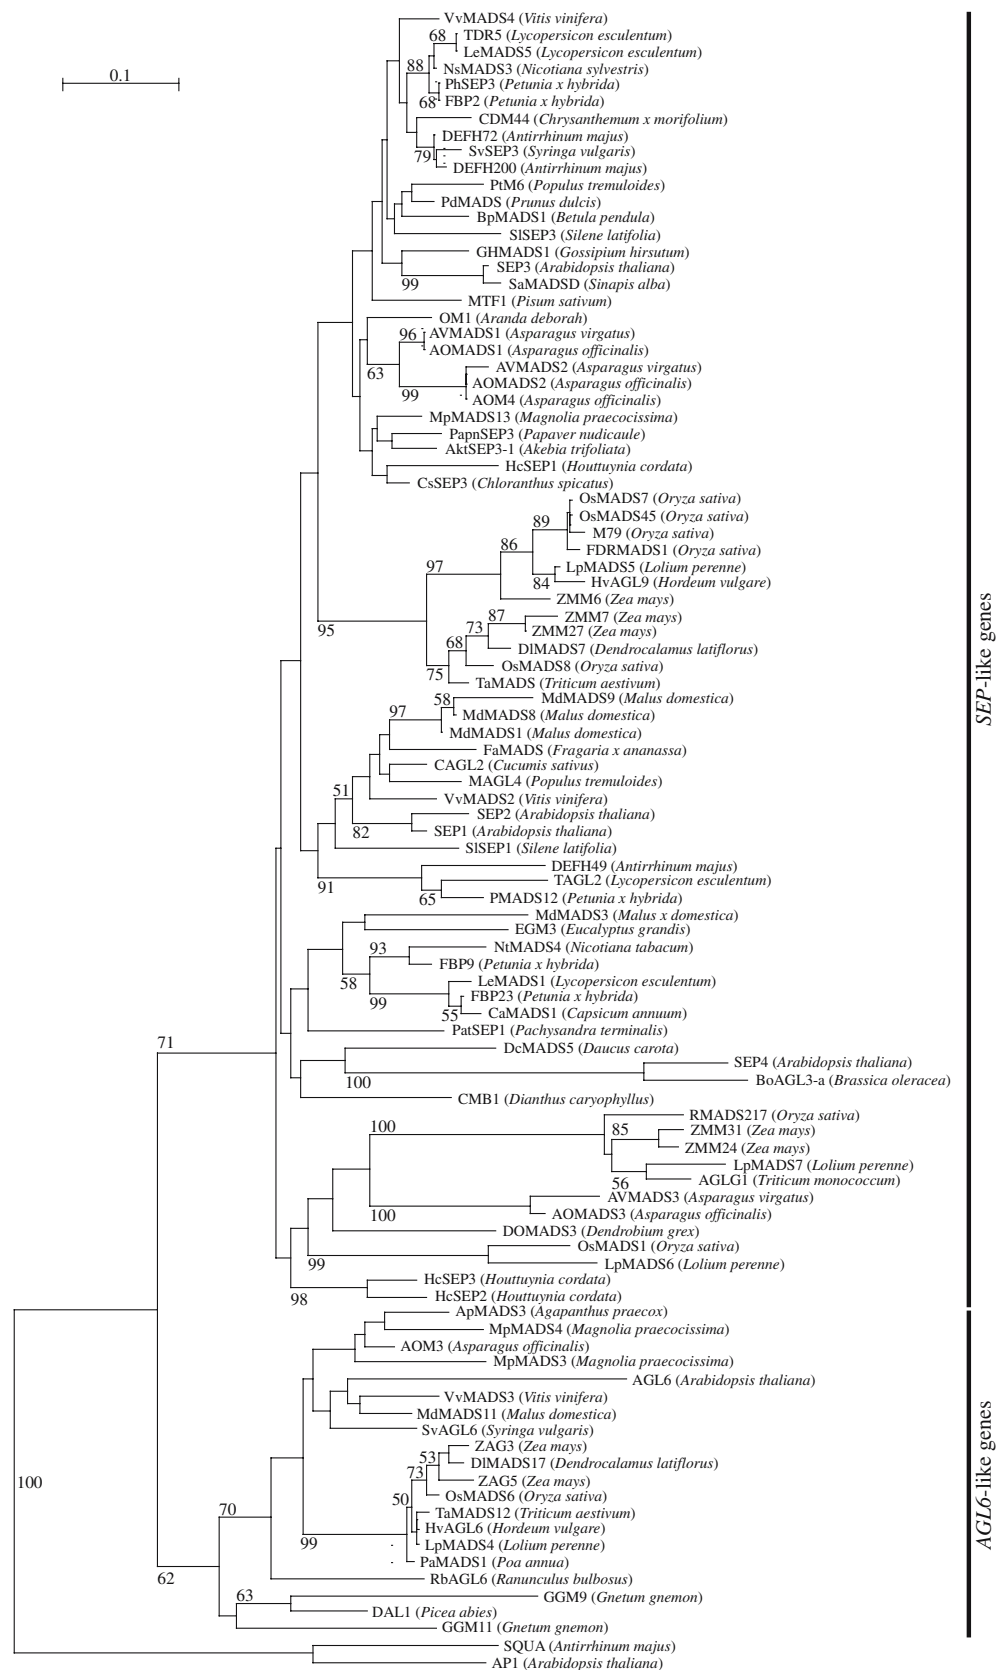 VvMADS4 (Vitis vinifera)
68 TDR5 (Lycopersicon esculentum)
LeMADS5 (Lycopersicon esculentum)
88 NsMADS3 (Nicotiana sylvestris)
0.1
PhSEP3 (Petunia x hybrida)
68 FBP2 (Petunia x hybrida)
CDM44 (Chrysanthemum x morifolium)
DEFH72 (Antirrhinum majus)
79 SvSEP3 (Syringa vulgaris)
DEFH200 (Antirrhinum majus)
PtM6 (Populus tremuloides)
PdMADS (Prunus dulcis)
BpMADS1 (Betula pendula)
SlSEP3 (Silene latifolia)
GHMADS1 (Gossipium hirsutum)
SEP3 (Arabidopsis thaliana)
99 SaMADSD (Sinapis alba)
MTF1 (Pisum sativum)
OM1 (Aranda deborah)
96 AVMADS1 (Asparagus virgatus)
AOMADS1 (Asparagus officinalis)
63 AVMADS2 (Asparagus virgatus)
AOMADS2 (Asparagus officinalis)
99 AOM4 (Asparagus officinalis)
MpMADS13 (Magnolia praecocissima)
PapnSEP3 (Papaver nudicaule)
AktSEP3-1 (Akebia trifoliata)
HcSEP1 (Houttuynia cordata)
CsSEP3 (Chloranthus spicatus)
OsMADS7 (Oryza sativa)
89 OsMADS45 (Oryza sativa)
M79 (Oryza sativa)
86 FDRMADS1 (Oryza sativa)
97 LpMADS5 (Lolium perenne)
84 HvAGL9 (Hordeum vulgare)
ZMM6 (Zea mays)
87 ZMM7 (Zea mays)
95 73 ZMM27 (Zea mays)
68 DlMADS7 (Dendrocalamus latiflorus)
OsMADS8 (Oryza sativa)
75 TaMADS (Triticum aestivum)
58 MdMADS9 (Malus domestica)
97 MdMADS8 (Malus domestica)
MdMADS1 (Malus domestica)
FaMADS (Fragaria x ananassa)
CAGL2 (Cucumis sativus)
MAGL4 (Populus tremuloides)
51 VvMADS2 (Vitis vinifera)
SEP2 (Arabidopsis thaliana)
82 SEP1 (Arabidopsis thaliana)
SlSEP1 (Silene latifolia)
DEFH49 (Antirrhinum majus)
91 TAGL2 (Lycopersicon esculentum)
65 PMADS12 (Petunia x hybrida)
MdMADS3 (Malus x domestica)
EGM3 (Eucalyptus grandis)
93 NtMADS4 (Nicotiana tabacum)
FBP9 (Petunia x hybrida)
58 LeMADS1 (Lycopersicon esculentum)
99 FBP23 (Petunia x hybrida)
55 CaMADS1 (Capsicum annuum)
PatSEP1 (Pachysandra terminalis)
71 DcMADS5 (Daucus carota)
SEP4 (Arabidopsis thaliana)
100 BoAGL3-a (Brassica oleracea)
CMB1 (Dianthus caryophyllus)
RMADS217 (Oryza sativa)
100 85 ZMM31 (Zea mays)
ZMM24 (Zea mays)
LpMADS7 (Lolium perenne)
56 AGLG1 (Triticum monococcum)
AVMADS3 (Asparagus virgatus)
100 AOMADS3 (Asparagus officinalis)
DOMADS3 (Dendrobium grex)
OsMADS1 (Oryza sativa)
99 LpMADS6 (Lolium perenne)
HcSEP3 (Houttuynia cordata)
98 HcSEP2 (Houttuynia cordata)
SEP-like genes
ApMADS3 (Agapanthus praecox)
MpMADS4 (Magnolia praecocissima)
AOM3 (Asparagus officinalis)
MpMADS3 (Magnolia praecocissima)
AGL6 (Arabidopsis thaliana)
VvMADS3 (Vitis vinifera)
MdMADS11 (Malus domestica)
SvAGL6 (Syringa vulgaris)
ZAG3 (Zea mays)
53 DlMADS17 (Dendrocalamus latiflorus)
73 ZAG5 (Zea mays)
100
50 OsMADS6 (Oryza sativa)
70 TaMADS12 (Triticum aestivum)
HvAGL6 (Hordeum vulgare)
99 LpMADS4 (Lolium perenne)
PaMADS1 (Poa annua)
62 RbAGL6 (Ranunculus bulbosus)
63 GGM9 (Gnetum gnemon)
DAL1 (Picea abies)
GGM11 (Gnetum gnemon)
AGL6-like genes
SQUA (Antirrhinum majus)
AP1 (Arabidopsis thaliana)